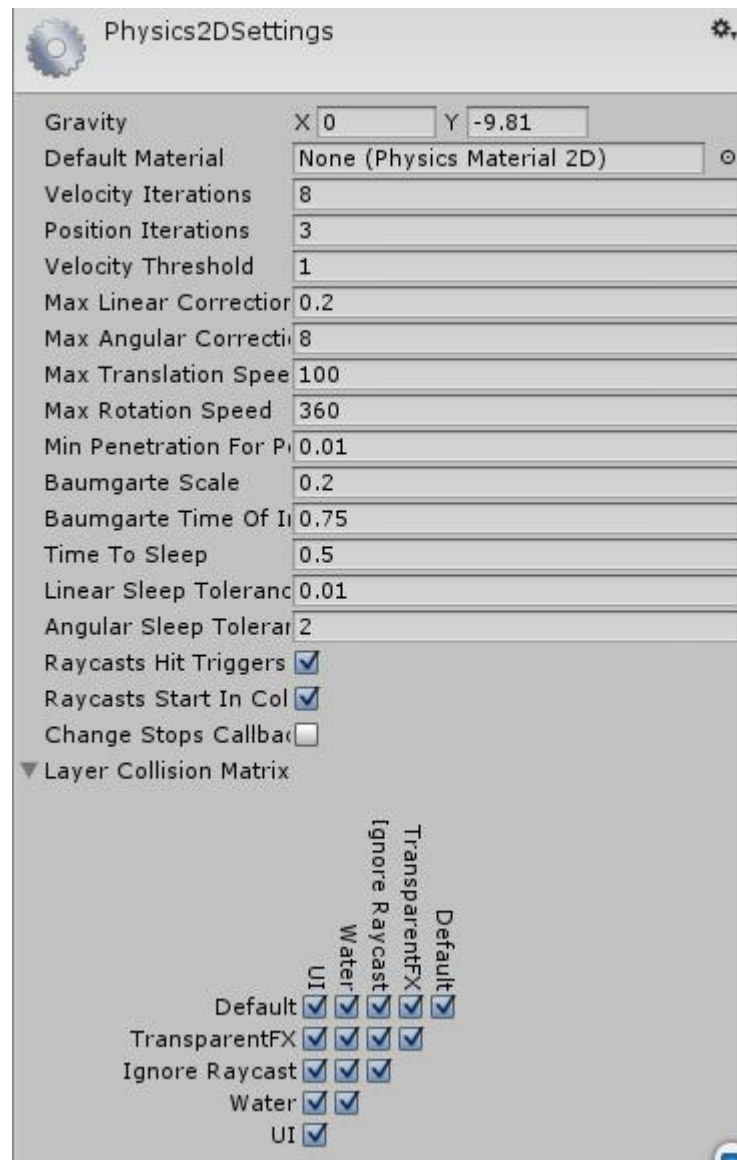 Physics2DSettings
Gravity X 0 Y -9.81
Default Material None (Physics Material 2D)
Velocity Iterations 8
Position Iterations 3
Velocity Threshold 1
Max Linear Correction 0.2
Max Angular Correcti 8
Max Translation Spee 100
Max Rotation Speed 360
Min Penetration For P 0.01
Baumgarte Scale 0.2
Baumgarte Time Of I 0.75
Time To Sleep 0.5
Linear Sleep Toleranc 0.01
Angular Sleep Tolerar 2
Raycasts Hit Triggers
Raycasts Start In Col
Change Stops Callba
Layer Collision Matrix
UI
Water
Ignore Raycast
TransparentFX
Default
Default
TransparentFX
Ignore Raycast
Water
UI